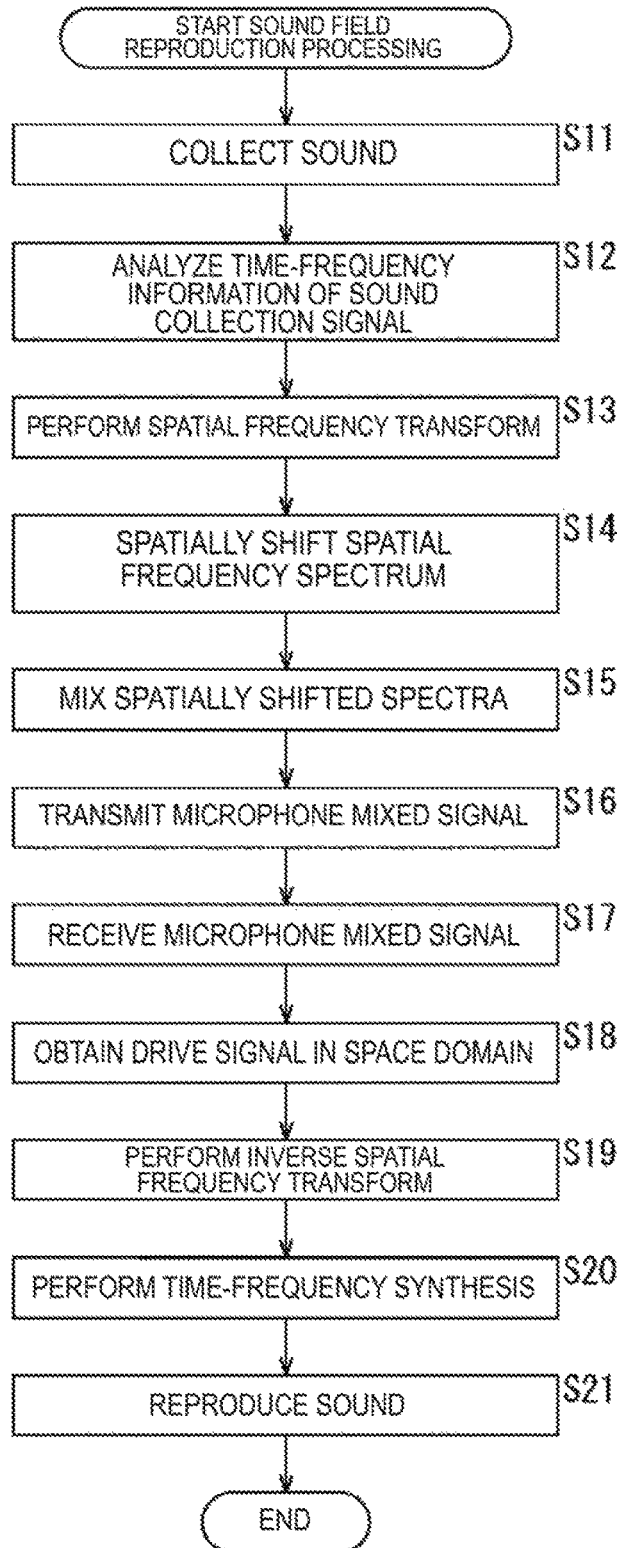 START SOUND FIELD
REPRODUCTION PROCESSING
S11
COLLECT SOUND
S12
ANALYZE TIME-FREQUENCY
INFORMATION OF SOUND
COLLECTION SIGNAL
S13
PERFORM SPATIAL FREQUENCY TRANSFORM
S14
SPATIALLY SHIFT SPATIAL
FREQUENCY SPECTRUM
S15
MIX SPATIALLY SHIFTED SPECTRA
S16
TRANSMIT MICROPHONE MIXED SIGNAL
S17
RECEIVE MICROPHONE MIXED SIGNAL
S18
OBTAIN DRIVE SIGNAL IN SPACE DOMAIN
S19
PERFORM INVERSE SPATIAL
FREQUENCY TRANSFORM
S20
PERFORM TIME-FREQUENCY SYNTHESIS
S21
REPRODUCE SOUND
END